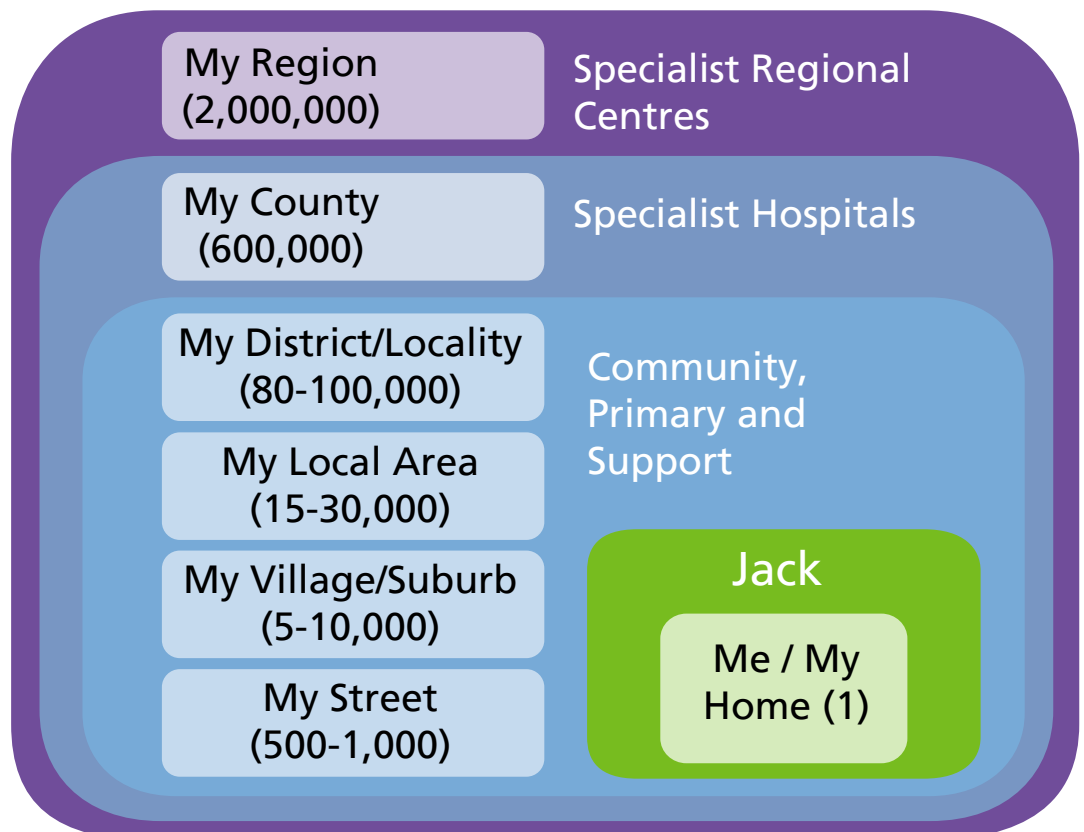 My Region
(2,000,000)
Specialist Regional
Centres
My County
(600,000)
Specialist Hospitals
My District/Locality
(80-100,000)
Community,
Primary and
Support
My Local Area
(15-30,000)
My Village/Suburb
(5-10,000)
My Street
(500-1,000)
Jack
Me / My
Home (1)